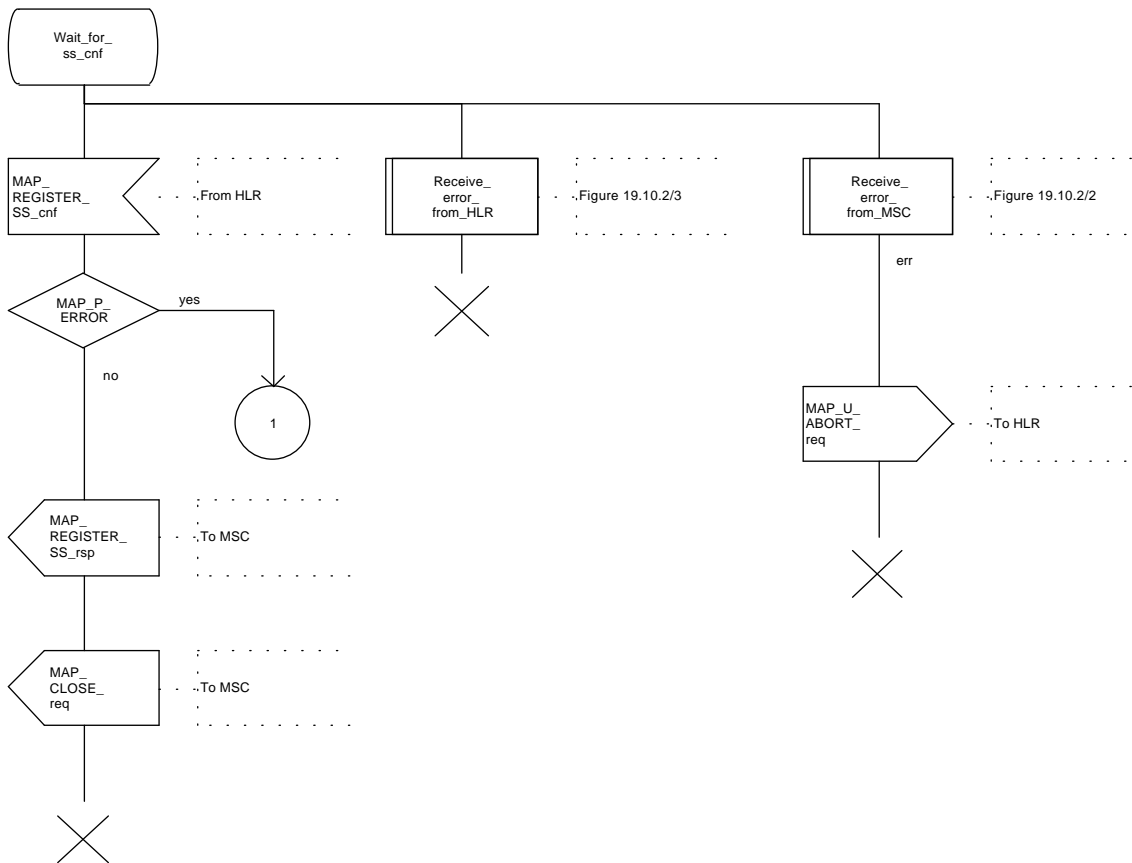 Wait_for_
ss_cnf
MAP_
REGISTER_
SS_cnf
From HLR
Receive_
error_
from_HLR
Figure 19.10.2/3
Receive_
error_
from_MSC
Figure 19.10.2/2
err
MAP_P_
ERROR
yes
no
1
MAP_U_
ABORT_
req
To HLR
MAP_
REGISTER_
SS_rsp
To MSC
MAP_
CLOSE_
req
To MSC